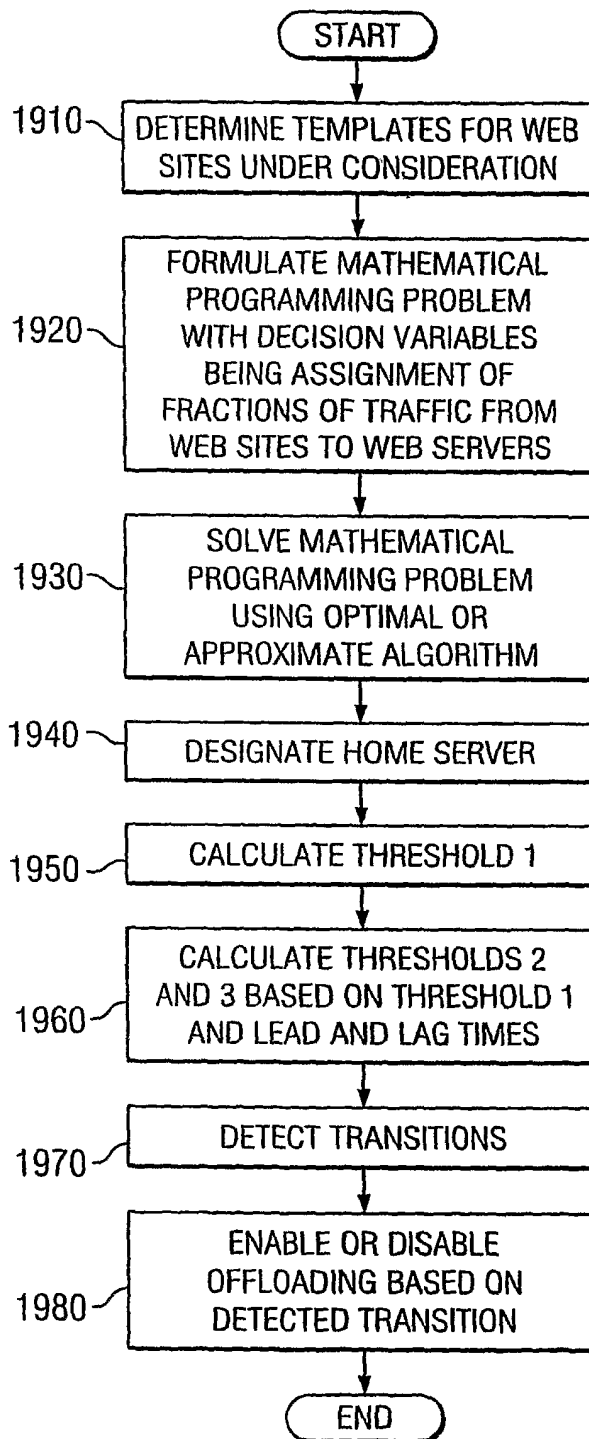 START
1910
DETERMINE TEMPLATES FOR WEB
SITES UNDER CONSIDERATION
1920
FORMULATE MATHEMATICAL
PROGRAMMING PROBLEM
WITH DECISION VARIABLES
BEING ASSIGNMENT OF
FRACTIONS OF TRAFFIC FROM
WEB SITES TO WEB SERVERS
1930
SOLVE MATHEMATICAL
PROGRAMMING PROBLEM
USING OPTIMAL OR
APPROXIMATE ALGORITHM
1940
DESIGNATE HOME SERVER
1950
CALCULATE THRESHOLD 1
1960
CALCULATE THRESHOLDS 2
AND 3 BASED ON THRESHOLD 1
AND LEAD AND LAG TIMES
1970
DETECT TRANSITIONS
1980
ENABLE OR DISABLE
OFFLOADING BASED ON
DETECTED TRANSITION
END